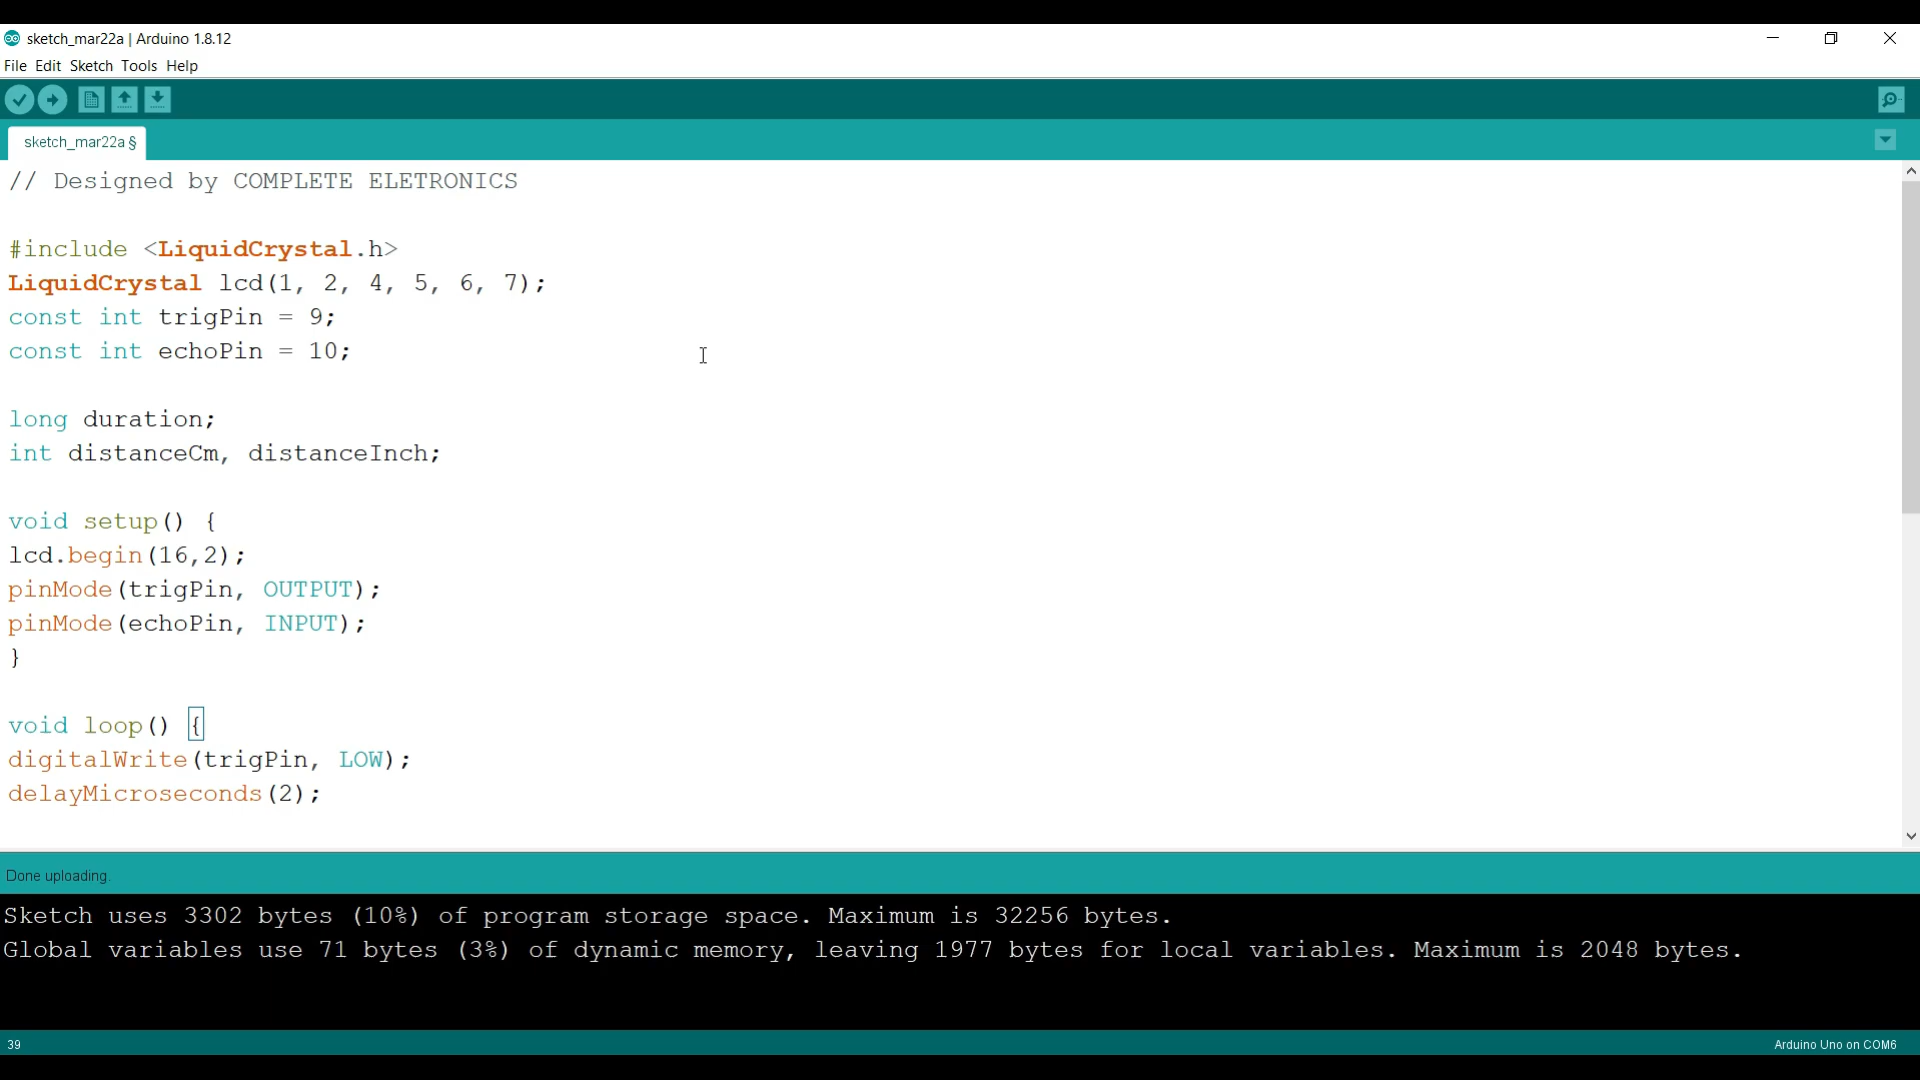 sketch_mar22a | Arduino 1.8.12
File Edit Sketch Tools Help
sketch_mar22a §
// Designed by COMPLETE ELETRONICS
#include <LiquidCrystal.h>
LiquidCrystal lcd(1, 2, 4, 5, 6, 7);
const int trigPin = 9;
const int echoPin = 10;
long duration;
int distanceCm, distanceInch;
void setup() {
lcd.begin(16,2);
pinMode(trigPin, OUTPUT);
pinMode(echoPin, INPUT);
}
void loop() {
digitalWrite(trigPin, LOW);
delayMicroseconds(2);
Done uploading.
Sketch uses 3302 bytes (10%) of program storage space. Maximum is 32256 bytes.
Global variables use 71 bytes (3%) of dynamic memory, leaving 1977 bytes for local variables. Maximum is 2048 bytes.
39
Arduino Uno on COM6